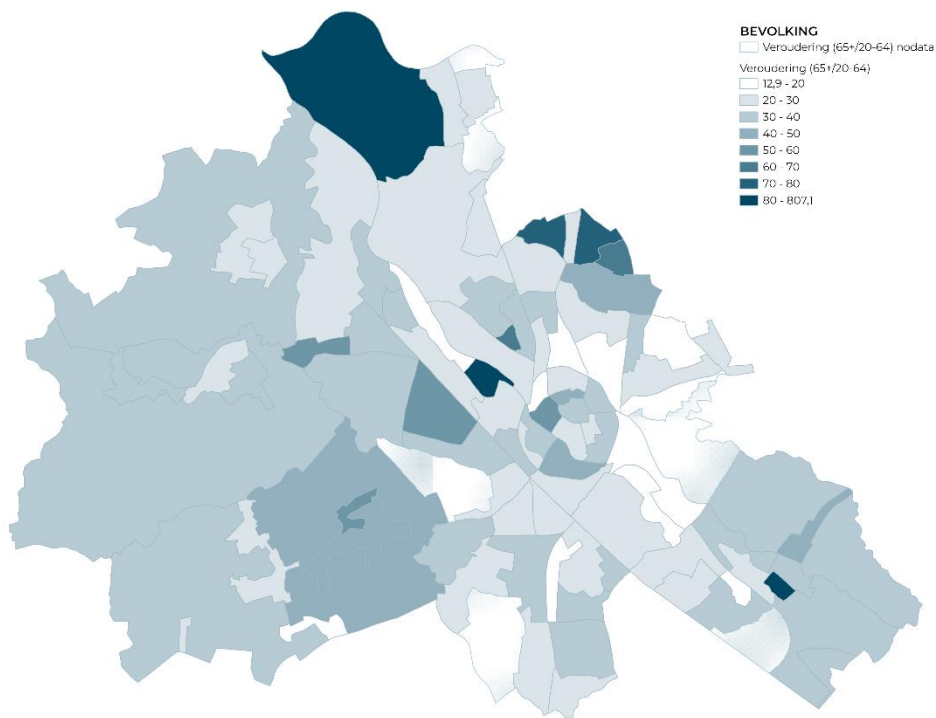 BEVOLKING
Veroudering (65+/20-64) nodata
Veroudering (65+/20-64)
12,9 - 20
20 - 30
30 - 40
40 - 50
50 - 60
60 - 70
70 - 80
80 - 807,1